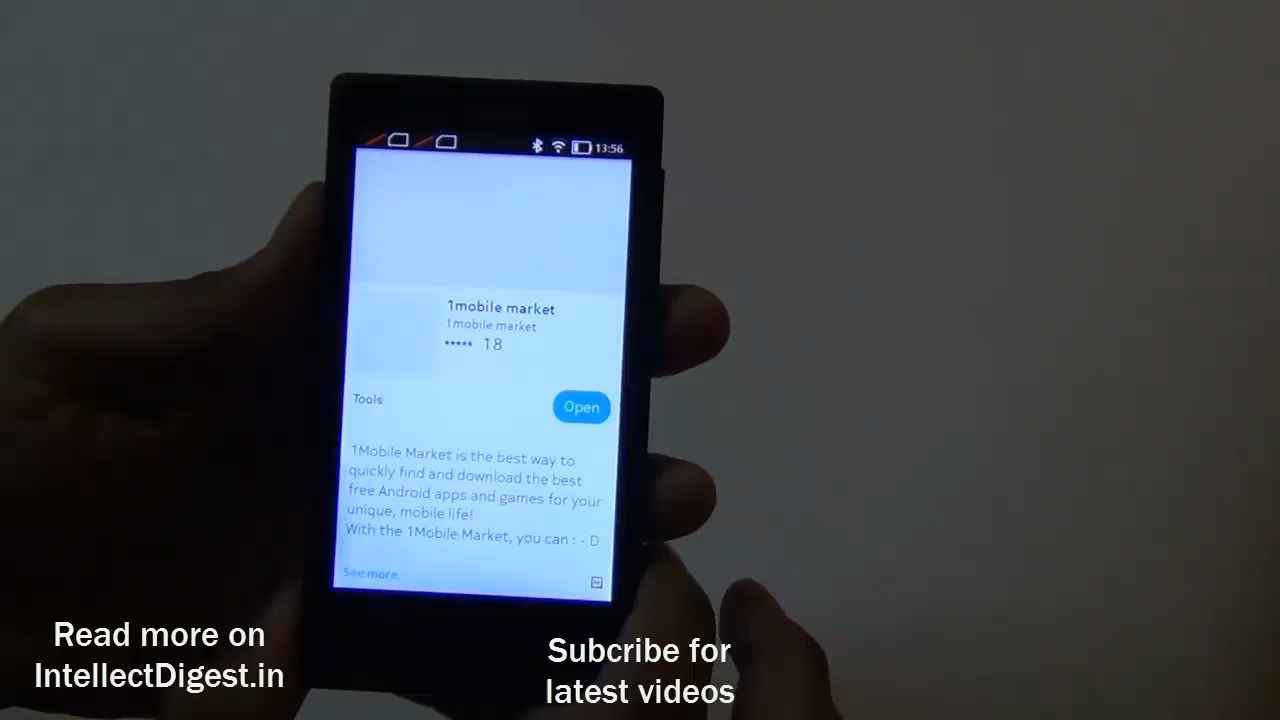 13:56
1mobile market
1mobile market
***** 18
Tools
Open
1Mobile Market is the best way to
quickly find and download the best
free Android apps and games for your
unique, mobile life!
With the 1Mobile Market, you can : - D
See more
Read more on
IntellectDigest.in
Subcribe for
latest videos